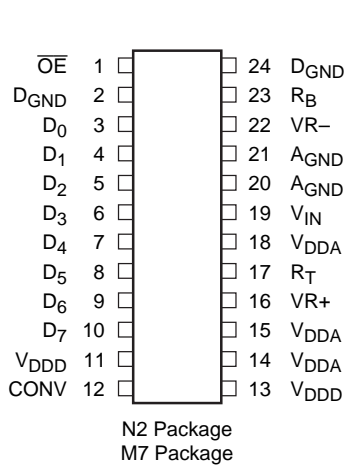 O̅E̅ 1 24 DGND
DGND 2 23 RB
D0 3 22 VR–
D1 4 21 AGND
D2 5 20 AGND
D3 6 19 VIN
D4 7 18 VDDA
D5 8 17 RT
D6 9 16 VR+
D7 10 15 VDDA
VDDD 11 14 VDDA
CONV 12 13 VDDD
N2 Package
M7 Package